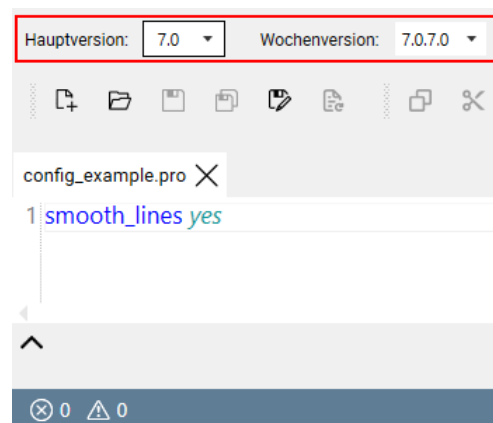 Hauptversion: 7.0 Wochenversion: 7.0.7.0
config_example.pro
1 smooth_lines yes
0 0